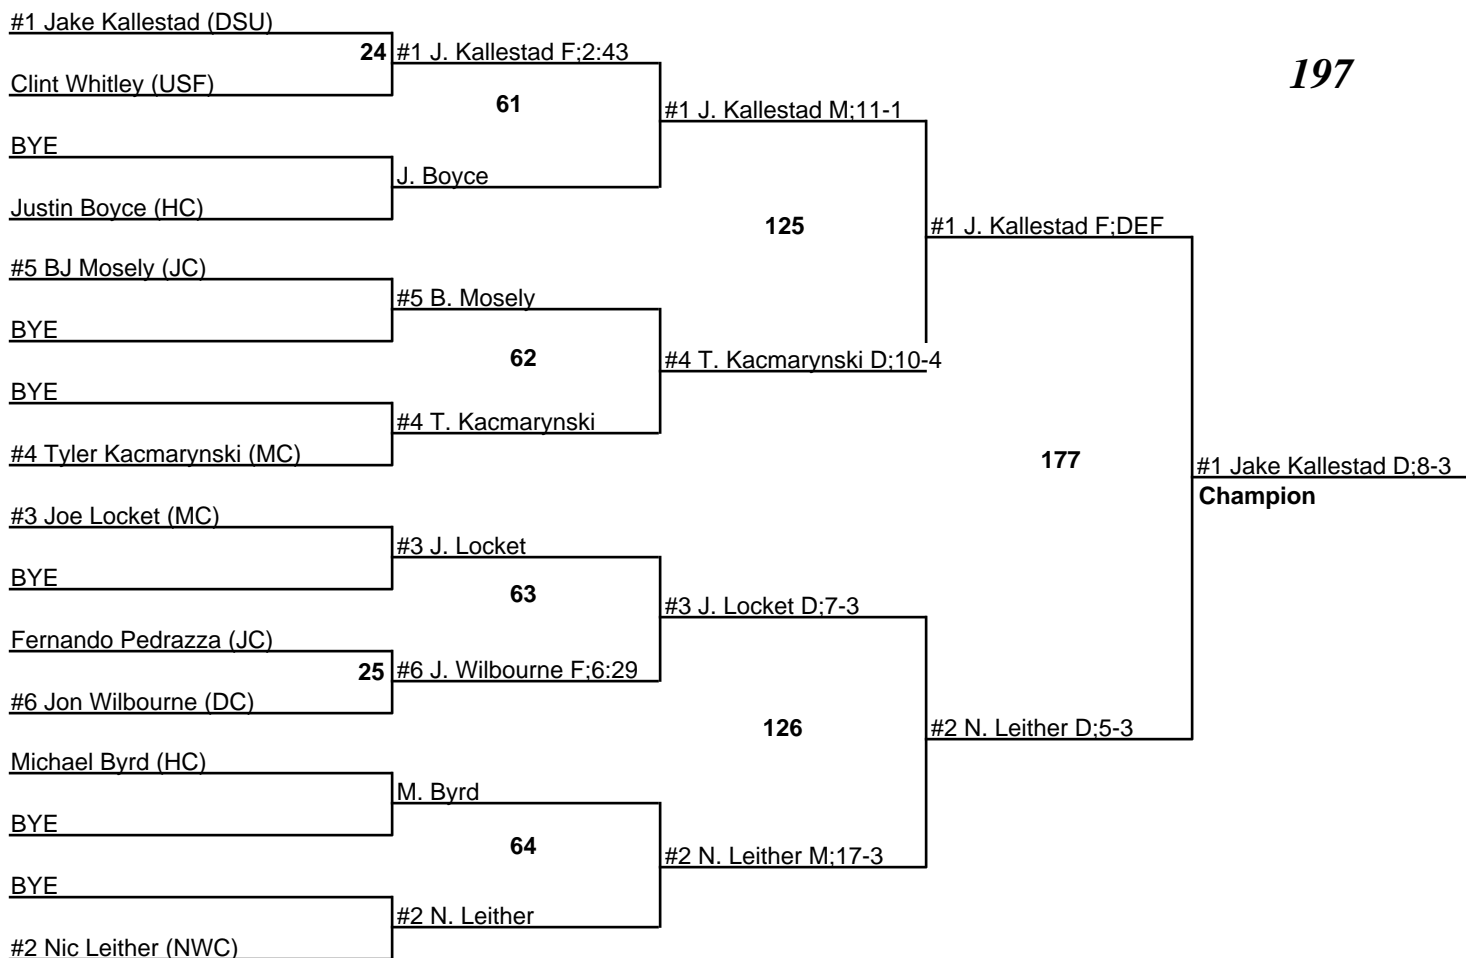 #1 Jake Kallestad (DSU)
24
#1 J. Kallestad F;2:43
197
Clint Whitley (USF)
61
#1 J. Kallestad M;11-1
BYE
J. Boyce
Justin Boyce (HC)
125
#1 J. Kallestad F;DEF
#5 BJ Mosely (JC)
#5 B. Mosely
BYE
62
#4 T. Kacmarynski D;10-4
BYE
#4 T. Kacmarynski
#4 Tyler Kacmarynski (MC)
177
#1 Jake Kallestad D;8-3
Champion
#3 Joe Locket (MC)
#3 J. Locket
BYE
63
#3 J. Locket D;7-3
Fernando Pedrazza (JC)
25
#6 J. Wilbourne F;6:29
#6 Jon Wilbourne (DC)
126
#2 N. Leither D;5-3
Michael Byrd (HC)
M. Byrd
BYE
64
#2 N. Leither M;17-3
BYE
#2 N. Leither
#2 Nic Leither (NWC)